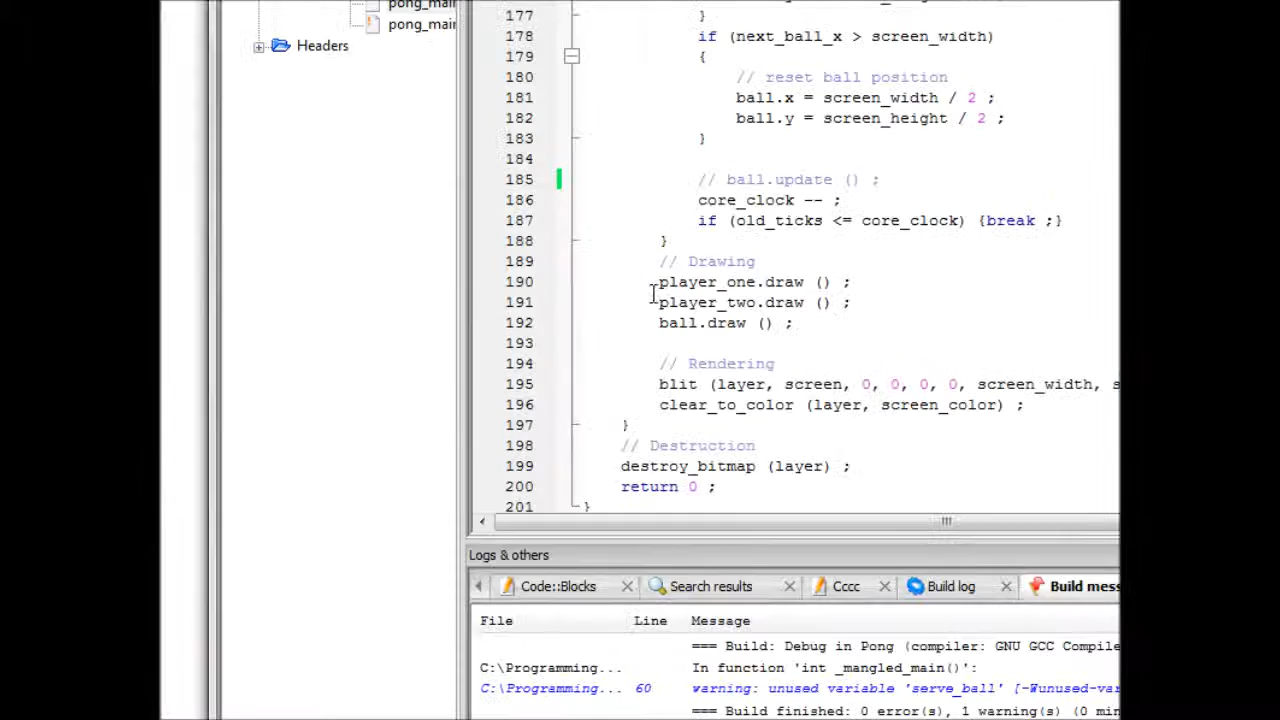 pong_mai
pong_mai
Headers
177 }
178 if (next_ball_x > screen_width)
179 {
180 // reset ball position
181 ball.x = screen_width / 2 ;
182 ball.y = screen_height / 2 ;
183 }
184
185 // ball.update () ;
186 core_clock -- ;
187 if (old_ticks <= core_clock) {break ;}
188 }
189 // Drawing
190 player_one.draw () ;
191 player_two.draw () ;
192 ball.draw () ;
193
194 // Rendering
195 blit (layer, screen, 0, 0, 0, 0, screen_width, s
196 clear_to_color (layer, screen_color) ;
197 }
198 // Destruction
199 destroy_bitmap (layer) ;
200 return 0 ;
201 }
Logs & others
Code::Blocks Search results Cccc Build log Build mes
File Line Message
=== Build: Debug in Pong (compiler: GNU GCC Compile
C:\Programming... In function 'int _mangled_main()':
C:\Programming... 60 warning: unused variable 'serve_ball' [-Wunused-va
=== Build finished: 0 error(s), 1 warning(s) (0 min